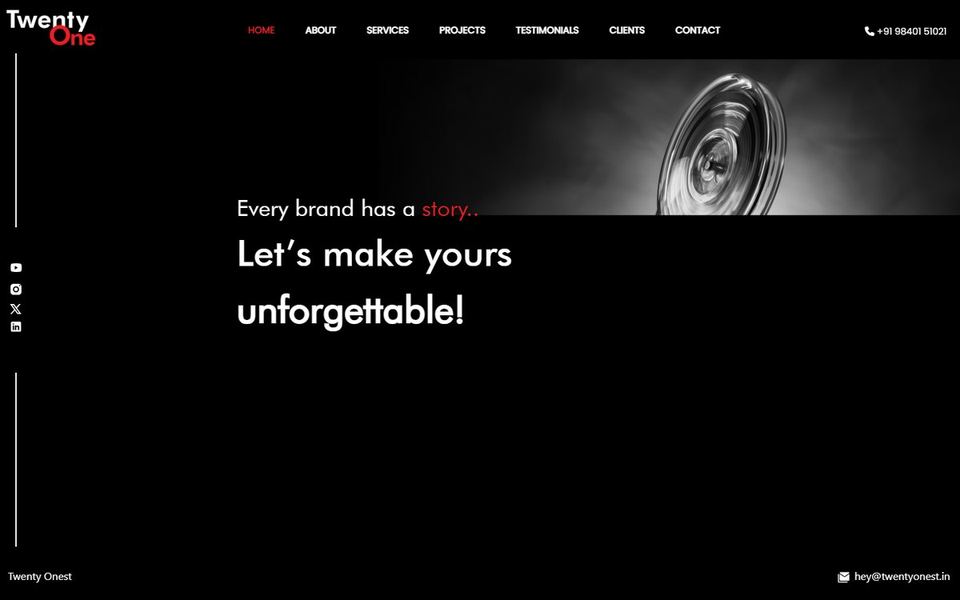 Twenty
One
HOME ABOUT SERVICES PROJECTS TESTIMONIALS CLIENTS CONTACT
+91 98401 51021
Every brand has a story..
Let’s make yours
unforgettable!
Twenty Onest
hey@twentyonest.in